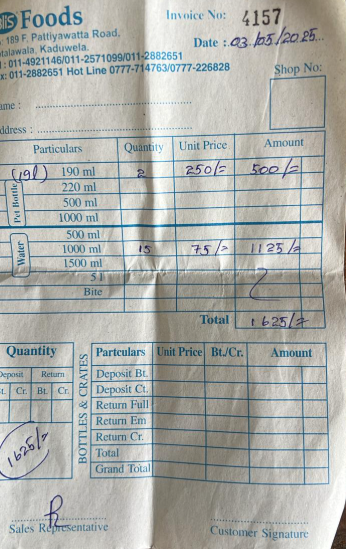 Foods
Invoice No: 4157
189 F, Pattiyawatta Road,
Kaduwela.
Date : 03/05/2025
: 011-4921146/011-2571099/011-2882651
x: 011-2882651 Hot Line 0777-714763/0777-226828
Shop No:
ame :
ddress :
Particulars Quantity Unit Price Amount
Pet Bottle
190 ml 2 250/= 500/=
220 ml
500 ml
1000 ml
Water
500 ml
1000 ml 15 75/= 1125/=
1500 ml
5 l
Bite
Total 1625/=
Quantity
Deposit Return
t. Cr. Bt. Cr.
1625/=
BOTTLES & CRATES
Partculars Unit Price Bt./Cr. Amount
Deposit Bt.
Deposit Ct.
Return Full
Return Em
Return Cr.
Total
Grand Total
Sales Representative
Customer Signature